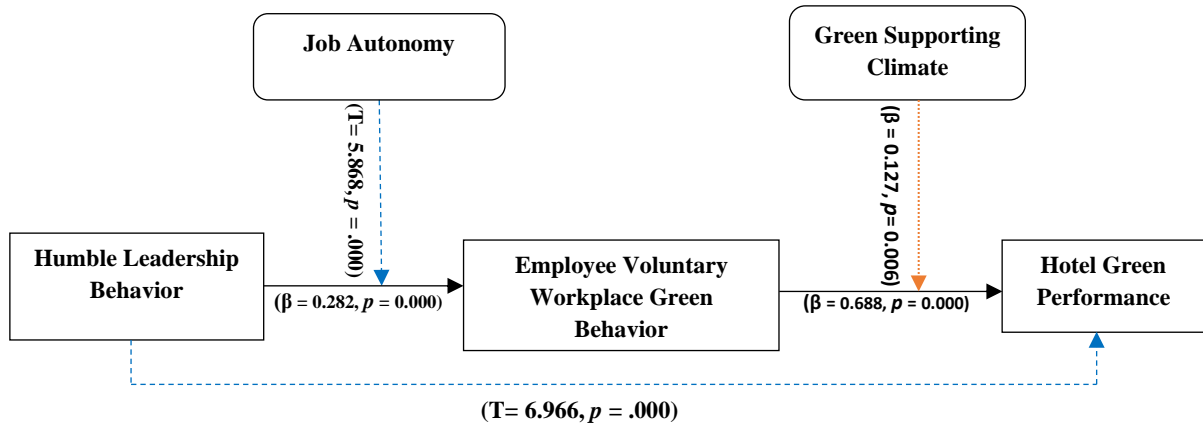 Job Autonomy
Green Supporting
Climate
(T= 5.868, p = .000)
(β = 0.127, p= 0.006)
Humble Leadership
Behavior
(β = 0.282, p = 0.000)
Employee Voluntary
Workplace Green
Behavior
(β = 0.688, p = 0.000)
Hotel Green
Performance
(T= 6.966, p = .000)